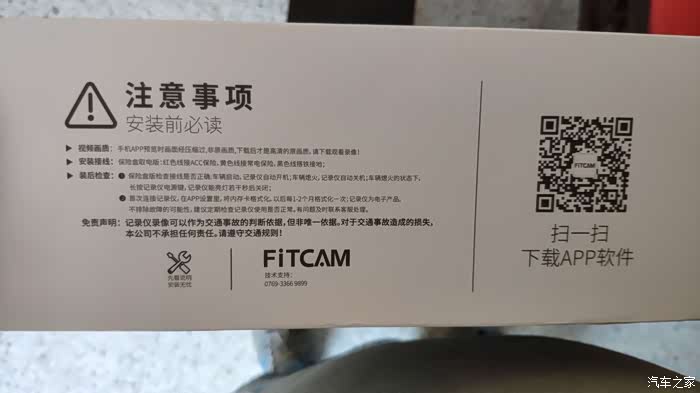 注意事项
安装前必读
▶ 视频画质：手机APP预览时画面经压缩过,非原画质,下载后才是高清的原画质,请下载观看录像!
▶ 安装接线：保险盒取电版:红色线接ACC保险,黄色线接常电保险,黑色线搭铁接地;
▶ 装后检查：❶ 保险盒版检查接线是否正确:车辆启动,记录仪自动开机;车辆熄火,记录仪自动关机;车辆熄火的状态下,
长按记录仪电源键,记录仪能亮灯若干秒后关闭;
❷ 首次连接记录仪,在APP设置里,将内存卡格式化,以后每1-2个月格式化一次;记录仪为电子产品,
不排除故障的可能性,建议定期检查记录仪使用是否正常,有问题及时联系客服处理。
免责声明：记录仪录像可以作为交通事故的判断依据,但非唯一依据,对于交通事故造成的损失,
本公司不承担任何责任。请遵守交通规则!
先看说明
安装无忧
FiTCAM
技术支持:
0769-3366 9899
FiTCAM
扫一扫
下载APP软件
汽车之家